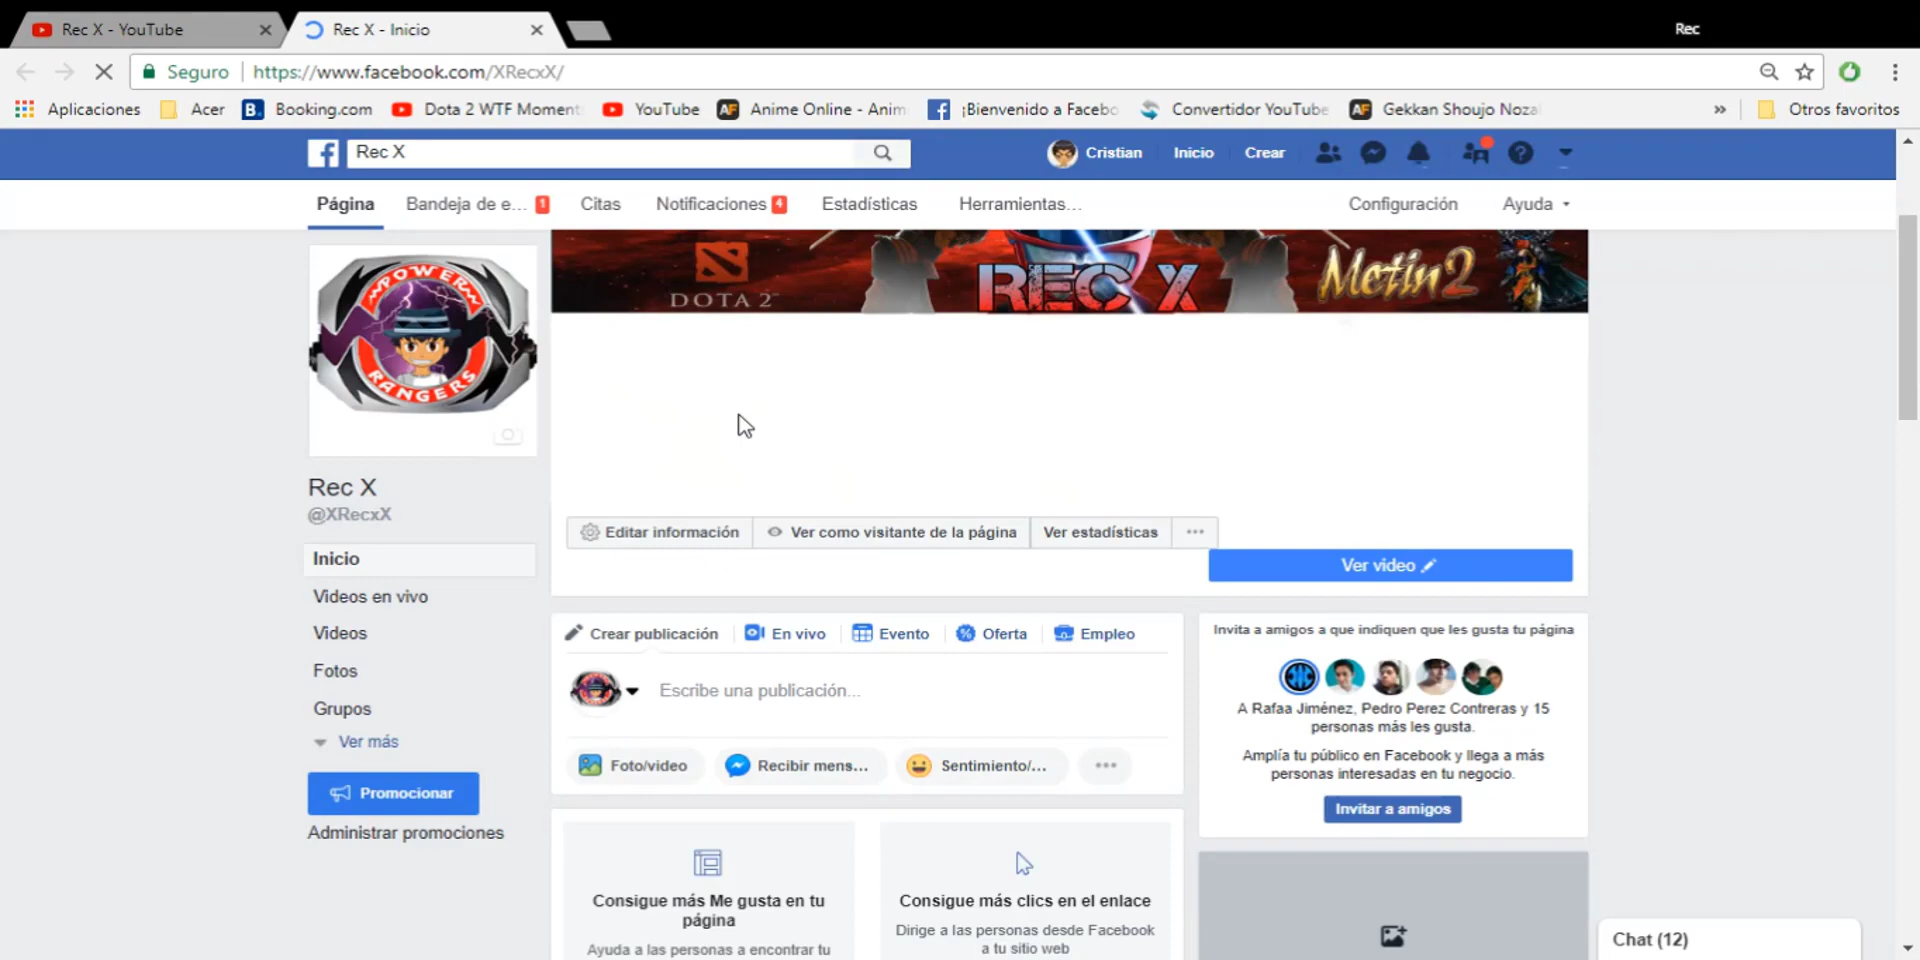 Rec X - YouTube
Rec X - Inicio
Rec
Seguro
https://www.facebook.com/XRecxX/
Aplicaciones
Acer
Booking.com
Dota 2 WTF Moment
YouTube
Anime Online - Anim
¡Bienvenido a Facebo
Convertidor YouTube
Gekkan Shoujo Noza
»
Otros favoritos
Rec X
Cristian
Inicio
Crear
Página
Bandeja de e... 1
Citas
Notificaciones 4
Estadísticas
Herramientas...
Configuración
Ayuda
POWER
RANGERS
DOTA 2
REC X
Metin2
Rec X
@XRecxX
Inicio
Videos en vivo
Videos
Fotos
Grupos
Ver más
Promocionar
Administrar promociones
Editar información
Ver como visitante de la página
Ver estadísticas
Ver video
Crear publicación
En vivo
Evento
Oferta
Empleo
Escribe una publicación...
Foto/video
Recibir mens...
Sentimiento/...
Consigue más Me gusta en tu
página
Ayuda a las personas a encontrar tu
Consigue más clics en el enlace
Dirige a las personas desde Facebook
a tu sitio web
Invita a amigos a que indiquen que les gusta tu página
A Rafaa Jiménez, Pedro Perez Contreras y 15
personas más les gusta.
Amplía tu público en Facebook y llega a más
personas interesadas en tu negocio.
Invitar a amigos
Chat (12)